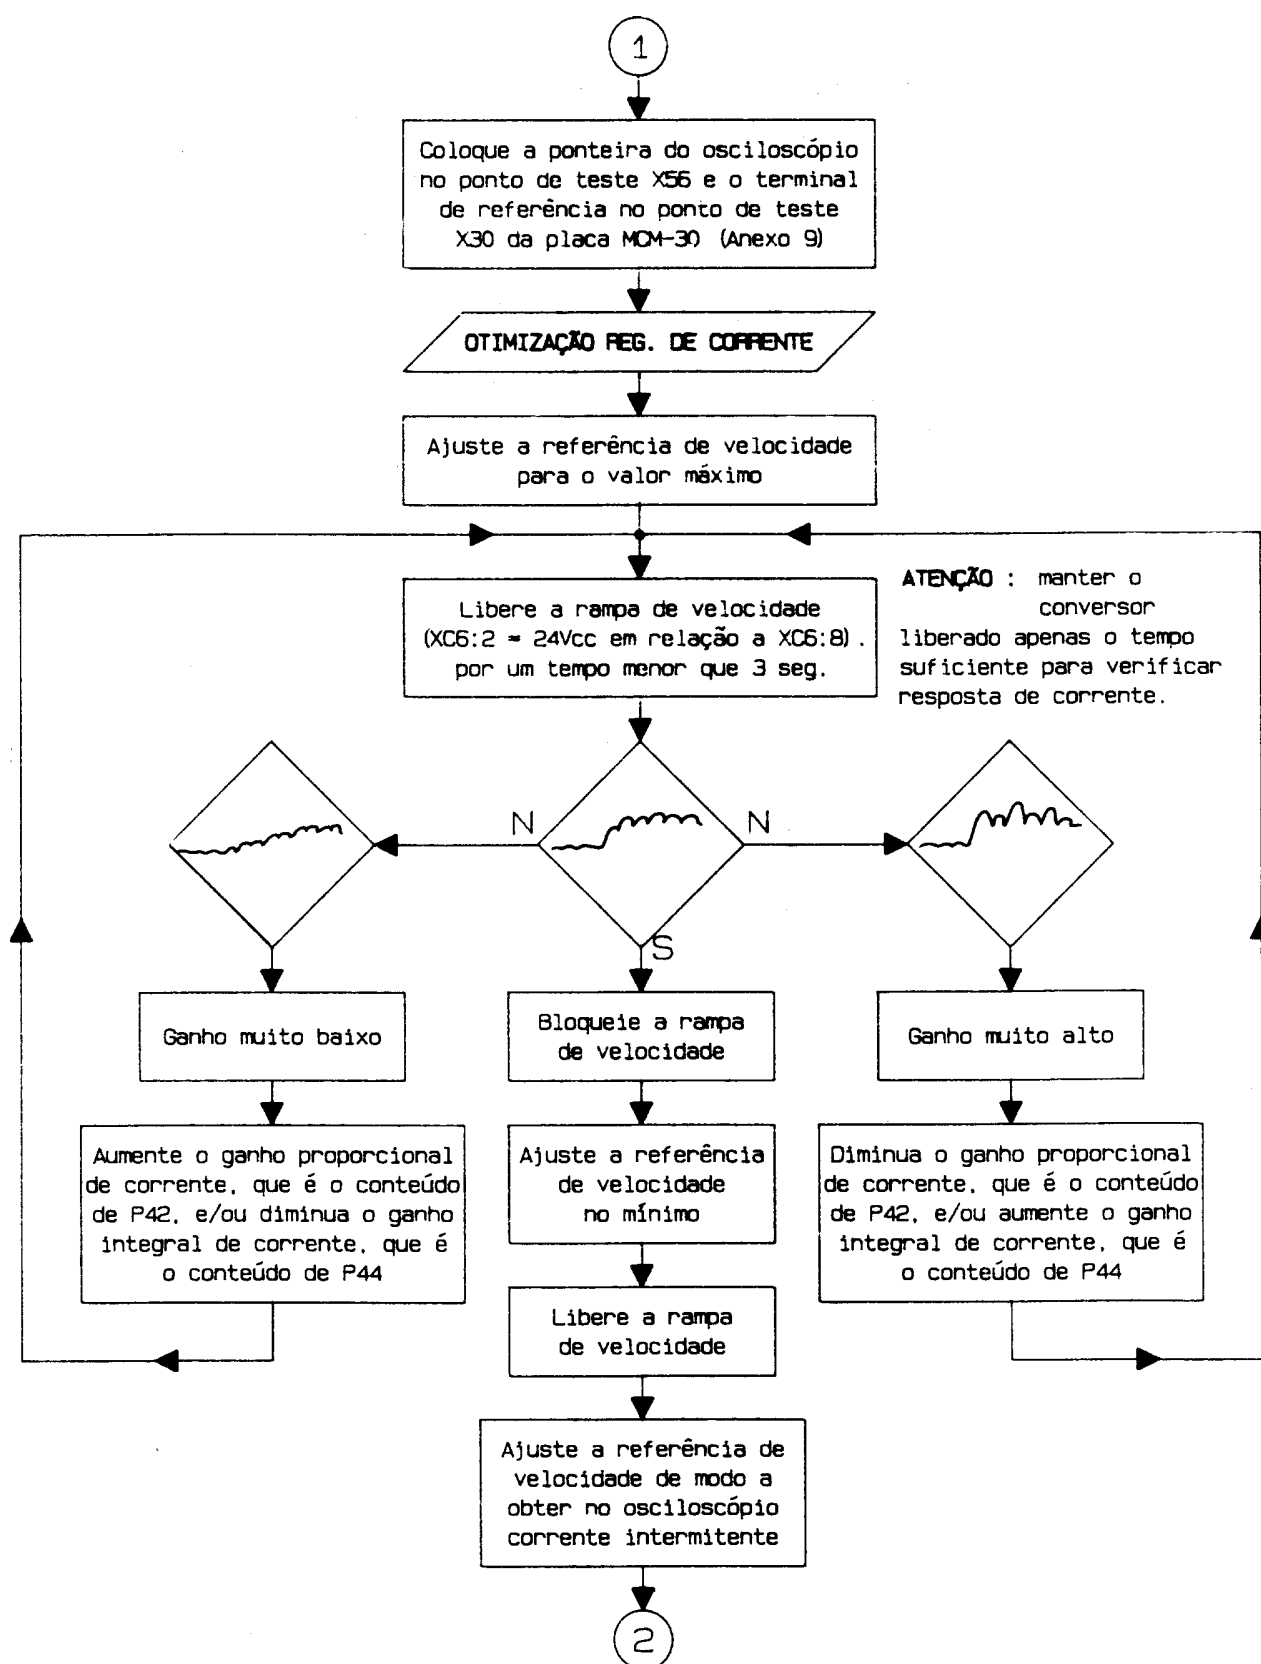 1
Coloque a ponteira do osciloscópio
no ponto de teste X56 e o terminal
de referência no ponto de teste
X30 da placa MCM-30 (Anexo 9)
OTIMIZAÇÃO REG. DE CORRENTE
Ajuste a referência de velocidade
para o valor máximo
Libere a rampa de velocidade
(XC6:2 = 24Vcc em relação a XC6:8).
por um tempo menor que 3 seg.
ATENÇÃO : manter o
conversor
liberado apenas o tempo
suficiente para verificar
resposta de corrente.
N
N
S
Ganho muito baixo
Bloqueie a rampa
de velocidade
Ganho muito alto
Aumente o ganho proporcional
de corrente, que é o conteúdo
de P42, e/ou diminua o ganho
integral de corrente, que é
o conteúdo de P44
Ajuste a referência
de velocidade
no mínimo
Diminua o ganho proporcional
de corrente, que é o conteúdo
de P42, e/ou aumente o ganho
integral de corrente, que é
o conteúdo de P44
Libere a rampa
de velocidade
Ajuste a referência de
velocidade de modo a
obter no osciloscópio
corrente intermitente
2